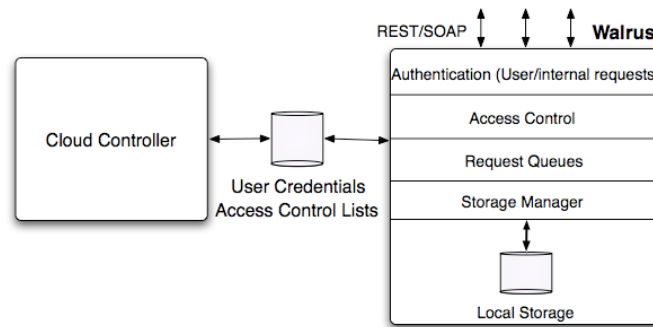 REST/SOAP
Walrus
Authentication (User/internal requests
Cloud Controller
Access Control
Request Queues
User Credentials
Access Control Lists
Storage Manager
Local Storage